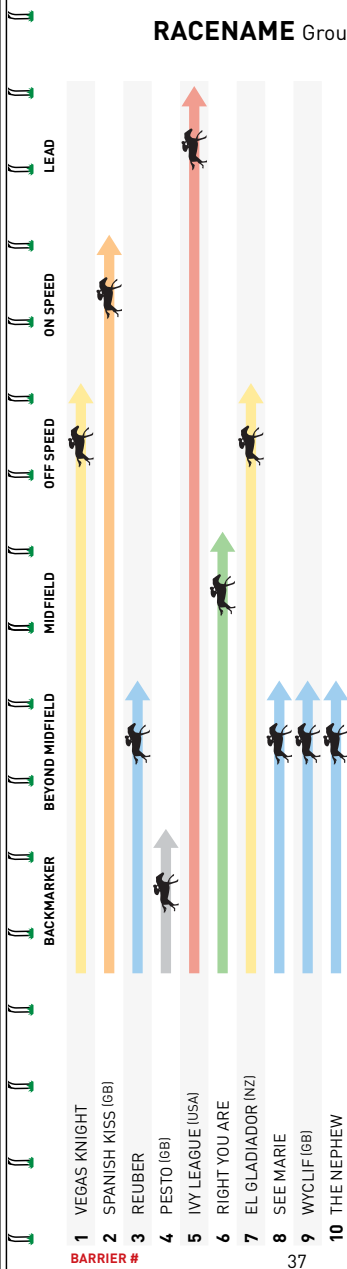 RACENAME Grou
LEAD
ON SPEED
OFF SPEED
MIDFIELD
BEYOND MIDFIELD
BACKMARKER
1 VEGAS KNIGHT
2 SPANISH KISS (GB)
3 REUBER
4 PESTO (GB)
5 IVY LEAGUE (USA)
6 RIGHT YOU ARE
7 EL GLADIADOR (NZ)
8 SEE MARIE
9 WYCLIF (GB)
10 THE NEPHEW
BARRIER #
37